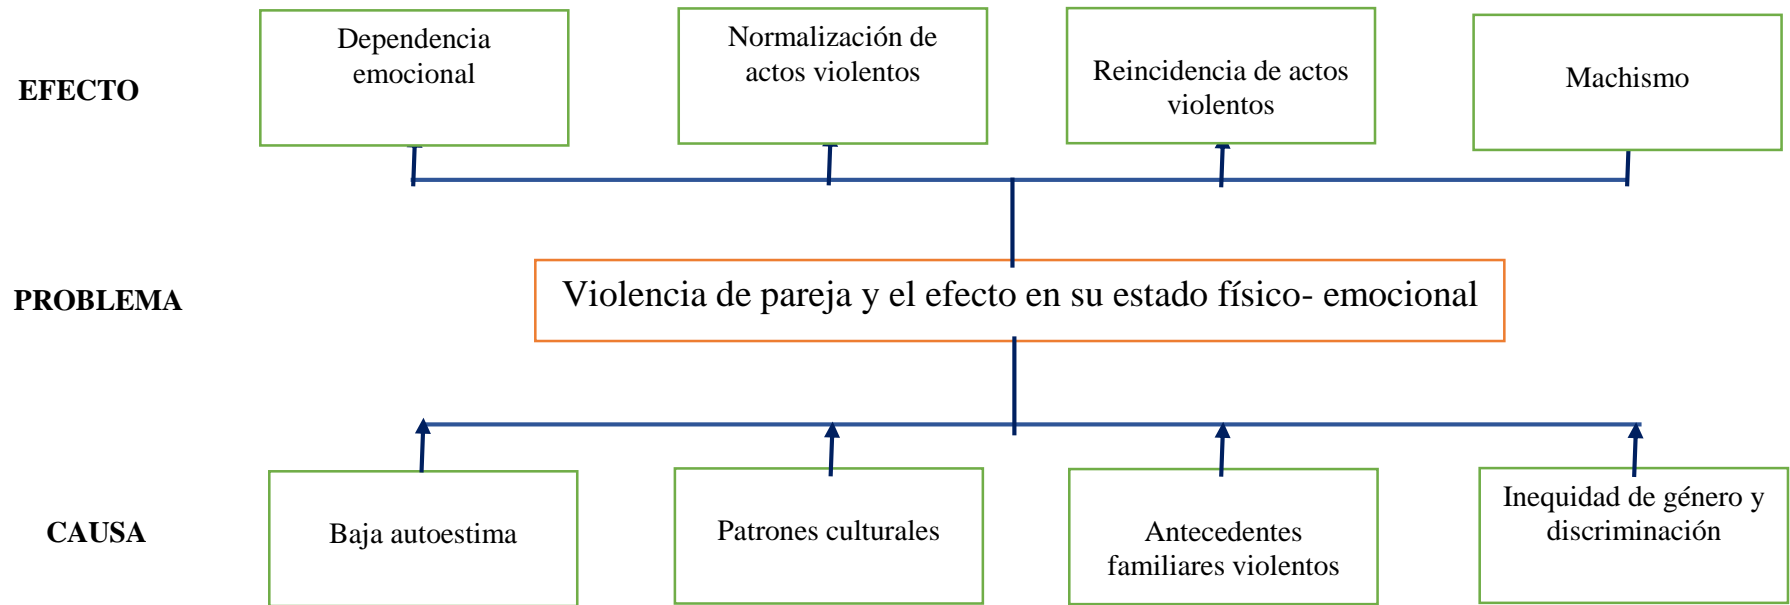 EFECTO
Dependencia
emocional
Normalización de
actos violentos
Reincidencia de actos
violentos
Machismo
PROBLEMA
Violencia de pareja y el efecto en su estado físico- emocional
CAUSA
Baja autoestima
Patrones culturales
Antecedentes
familiares violentos
Inequidad de género y
discriminación